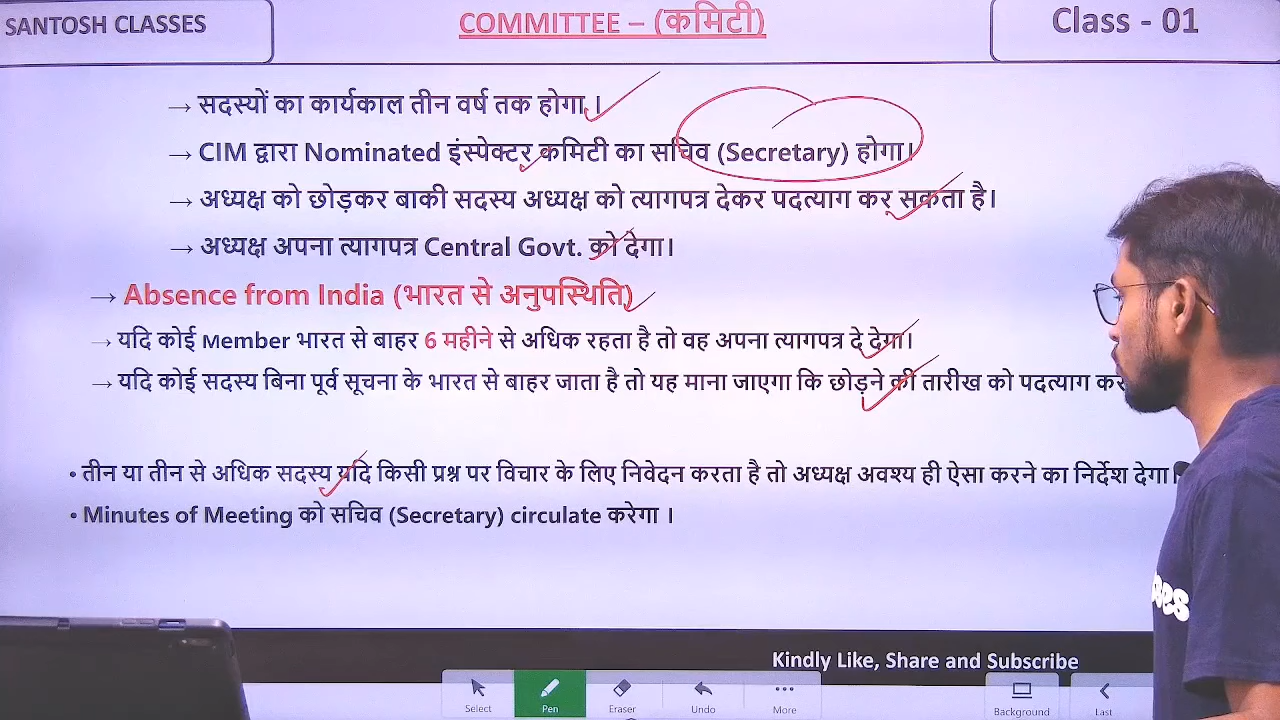 SANTOSH CLASSES
COMMITTEE – (कमिटी)
Class - 01
→ सदस्यों का कार्यकाल तीन वर्ष तक होगा।
→ CIM द्वारा Nominated इंस्पेक्टर कमिटी का सचिव (Secretary) होगा।
→ अध्यक्ष को छोड़कर बाकी सदस्य अध्यक्ष को त्यागपत्र देकर पदत्याग कर सकता है।
→ अध्यक्ष अपना त्यागपत्र Central Govt. को देगा।
→ Absence from India (भारत से अनुपस्थिति)
→ यदि कोई Member भारत से बाहर 6 महीने से अधिक रहता है तो वह अपना त्यागपत्र दे देगा।
→ यदि कोई सदस्य बिना पूर्व सूचना के भारत से बाहर जाता है तो यह माना जाएगा कि छोड़ने की तारीख को पदत्याग कर
• तीन या तीन से अधिक सदस्य यदि किसी प्रश्न पर विचार के लिए निवेदन करता है तो अध्यक्ष अवश्य ही ऐसा करने का निर्देश देगा।
• Minutes of Meeting को सचिव (Secretary) circulate करेगा ।
Kindly Like, Share and Subscribe
Select
Pen
Eraser
Undo
More
Background
Last